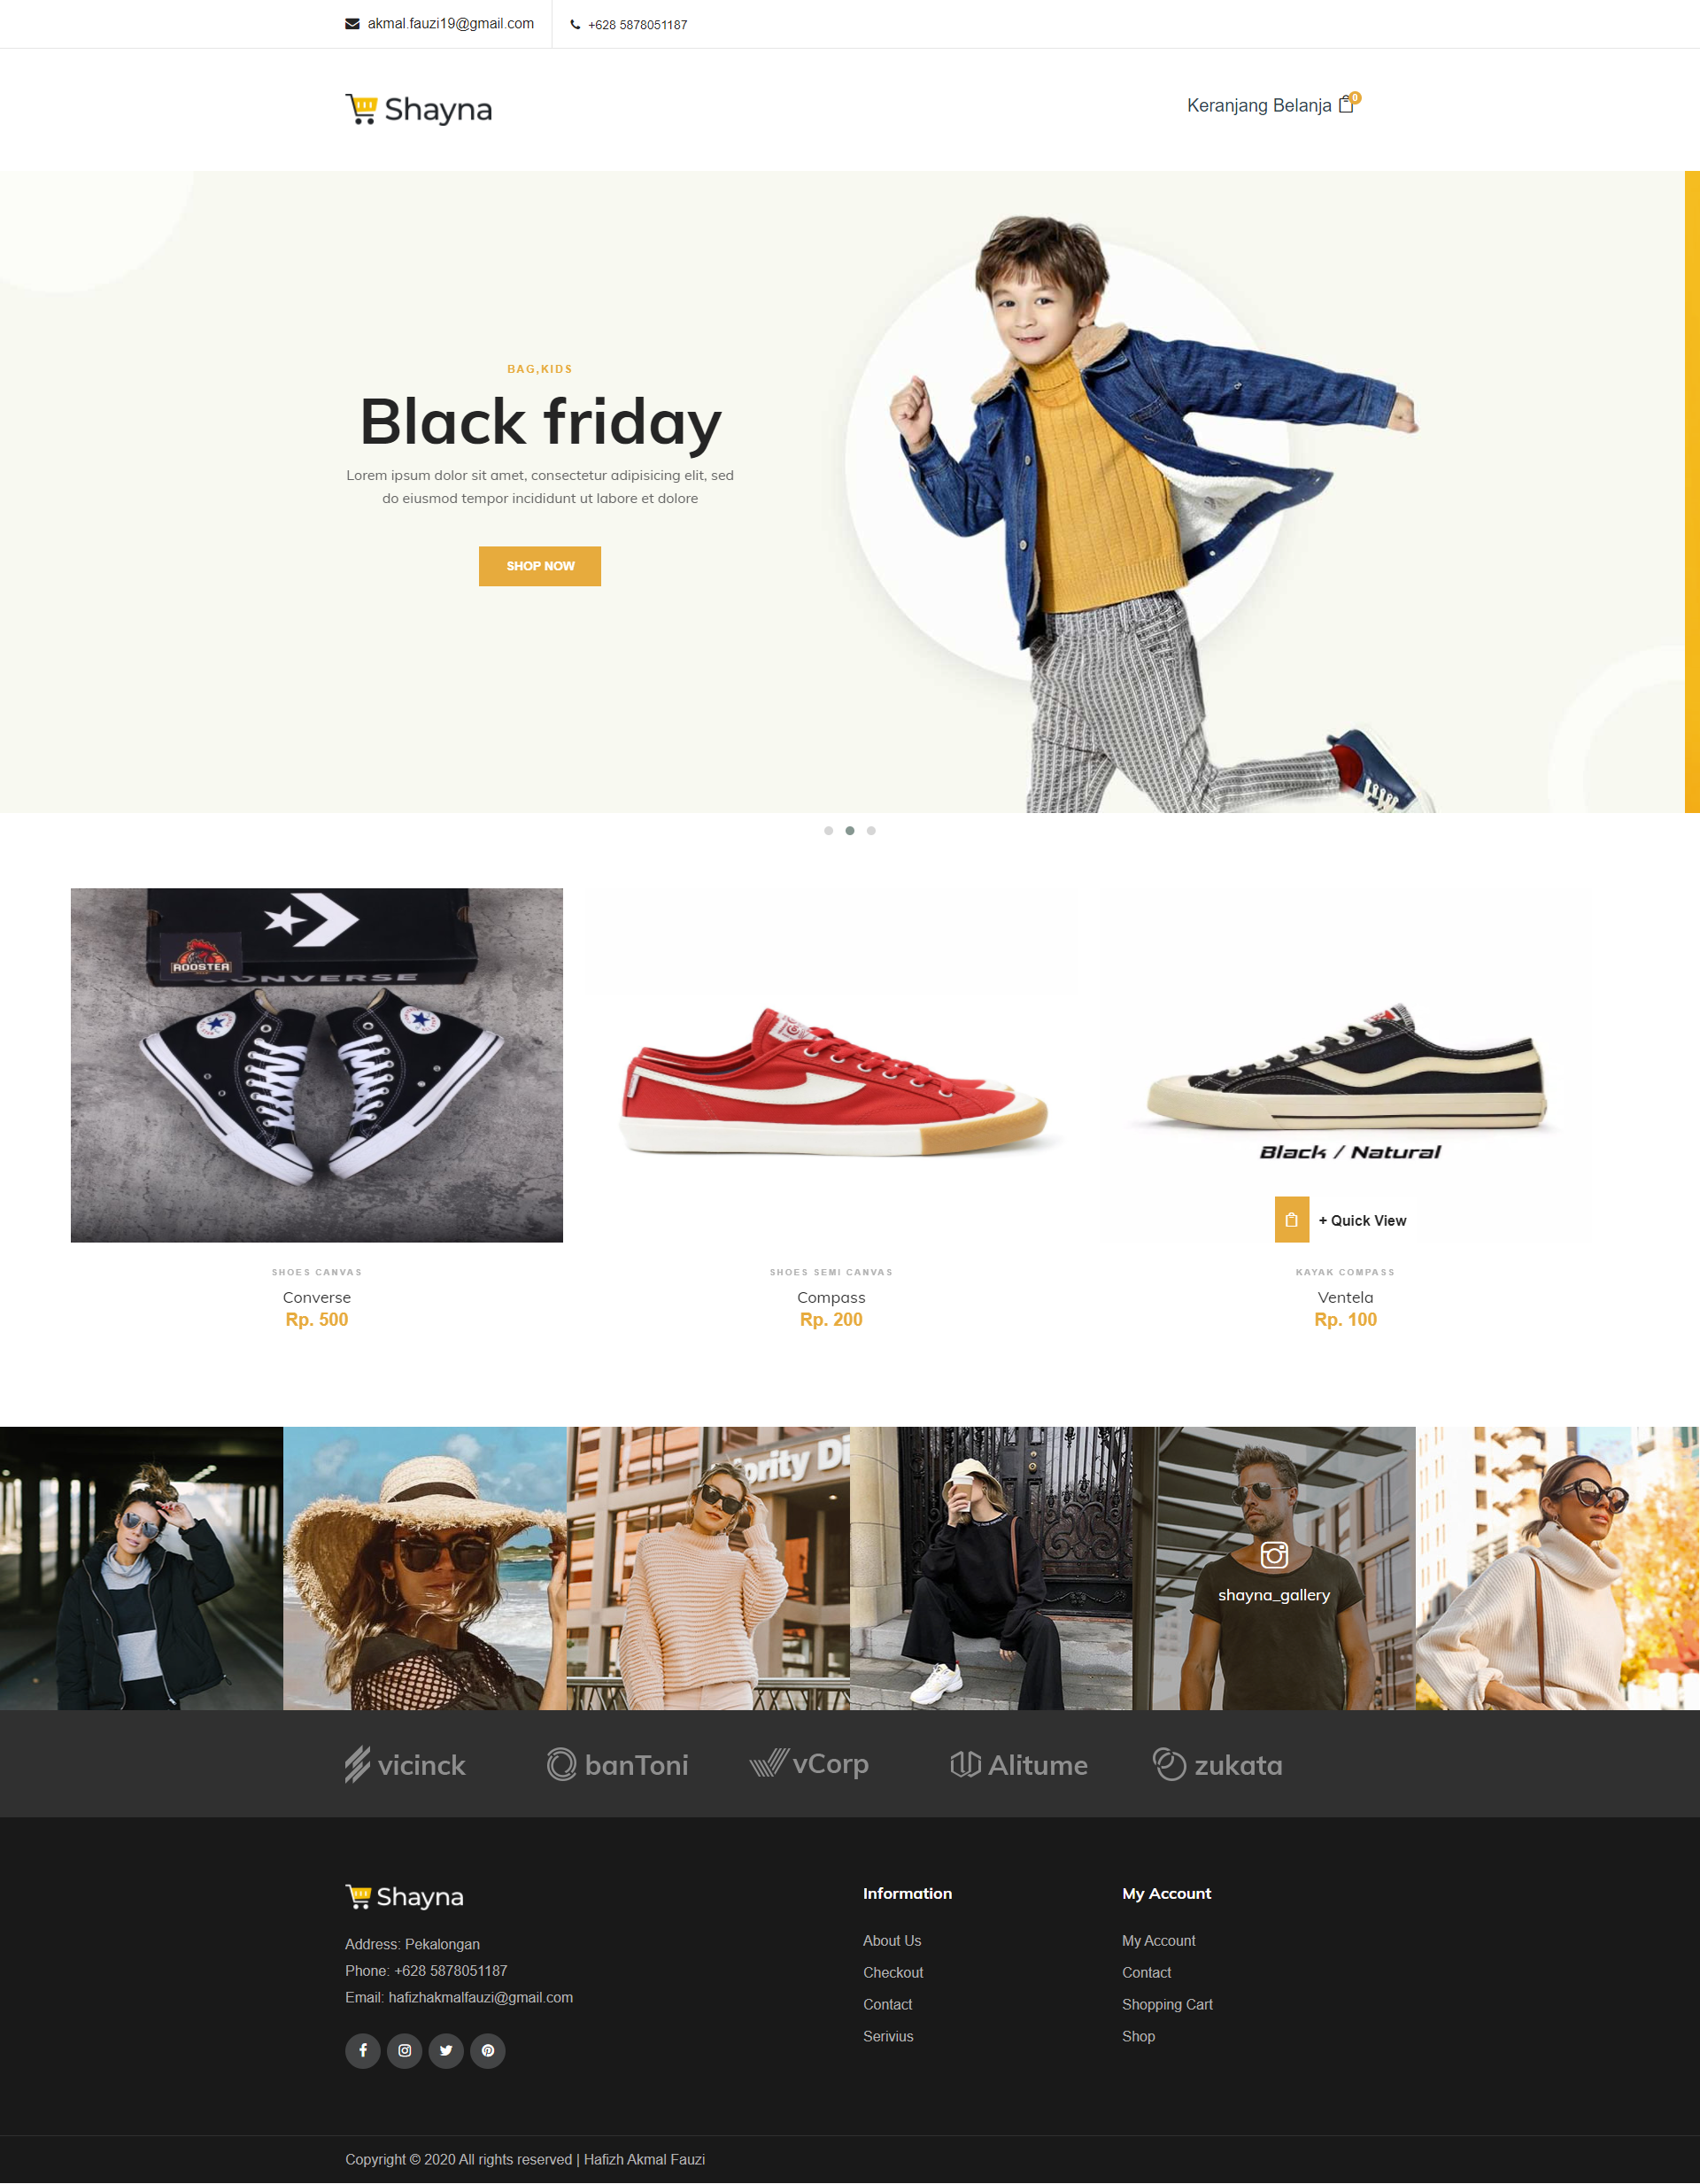 akmal.fauzi19@gmail.com
+628 5878051187
Shayna
Keranjang Belanja
0
BAG,KIDS
Black friday
Lorem ipsum dolor sit amet, consectetur adipisicing elit, sed
do eiusmod tempor incididunt ut labore et dolore
SHOP NOW
ROOSTER
CONVERSE
Black / Natural
+ Quick View
SHOES CANVAS
Converse
Rp. 500
SHOES SEMI CANVAS
Compass
Rp. 200
KAYAK COMPASS
Ventela
Rp. 100
ority Di
shayna_gallery
vicinck
banToni
vCorp
Alitume
zukata
Shayna
Address: Pekalongan
Phone: +628 5878051187
Email: hafizhakmalfauzi@gmail.com
Information
About Us
Checkout
Contact
Serivius
My Account
My Account
Contact
Shopping Cart
Shop
Copyright © 2020 All rights reserved | Hafizh Akmal Fauzi